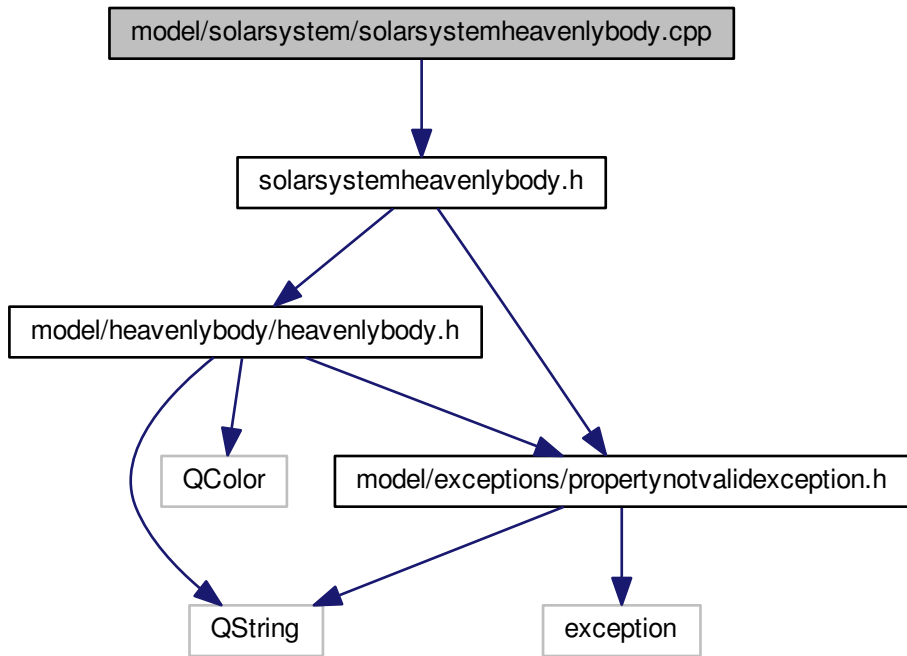 model/solarsystem/solarsystemheavenlybody.cpp
solarsystemheavenlybody.h
model/heavenlybody/heavenlybody.h
QColor
model/exceptions/propertynotvalidexception.h
QString
exception